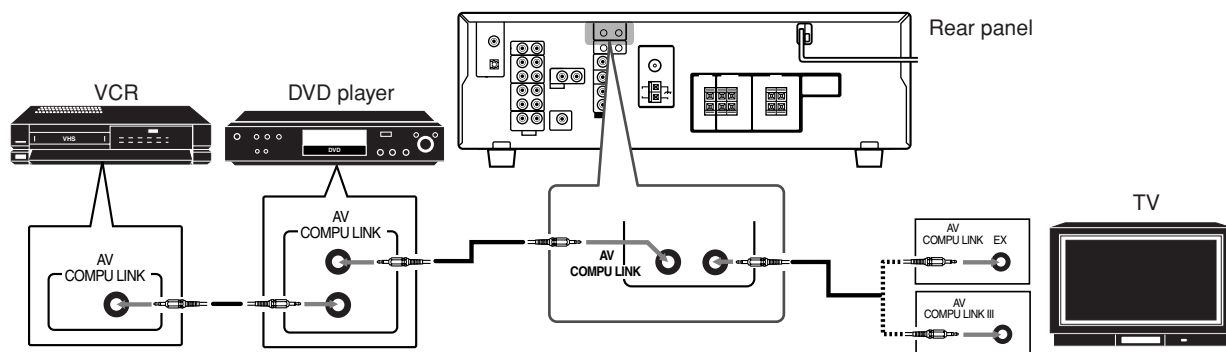 Rear panel
VCR
DVD player
VHS
DVD
TV
AV
COMPU LINK
AV
COMPU LINK
AV
COMPU LINK
AV
COMPU LINK EX
AV
COMPU LINK III